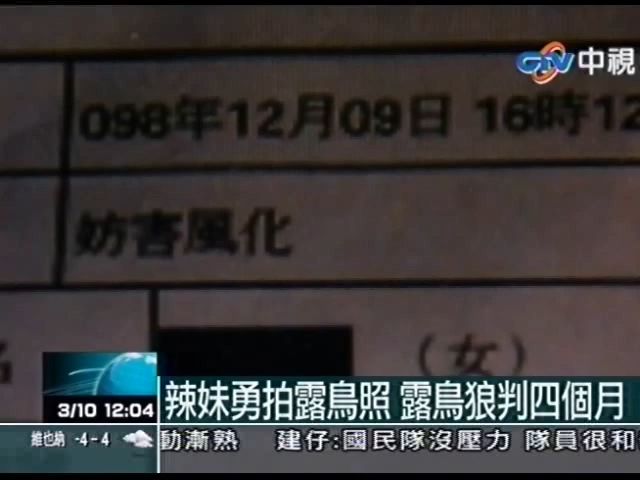 CTV 中視
098年12月09日 16時12
妨害風化
名
(女)
辣妹勇拍露鳥照 露鳥狼判四個月
3/10 12:04
維也納 -4-4 動漸熟 建仔:國民隊沒壓力 隊員很和